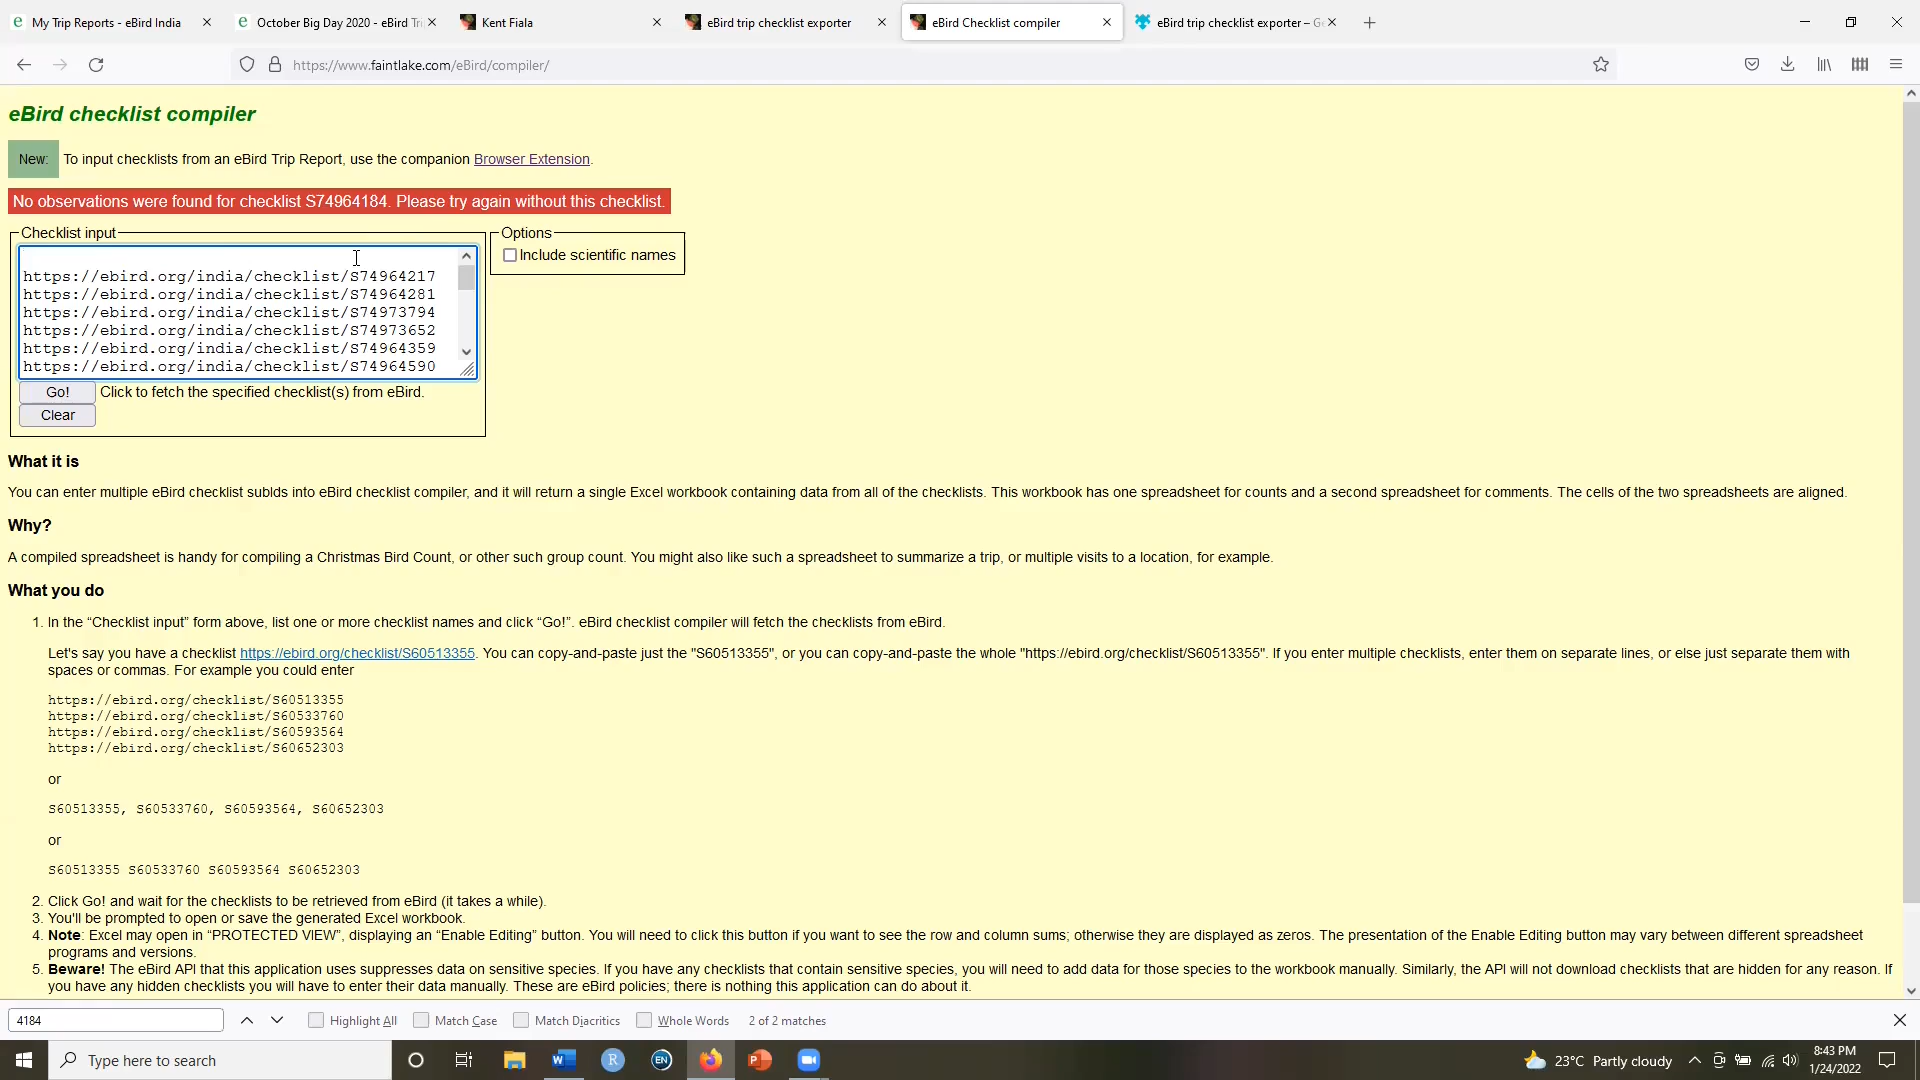 My Trip Reports - eBird India
October Big Day 2020 - eBird Tri
Kent Fiala
eBird trip checklist exporter
eBird Checklist compiler
eBird trip checklist exporter – Ge
https://www.faintlake.com/eBird/compiler/
eBird checklist compiler
New: To input checklists from an eBird Trip Report, use the companion Browser Extension.
No observations were found for checklist S74964184. Please try again without this checklist.
Checklist input
Options
Include scientific names
https://ebird.org/india/checklist/S74964217
https://ebird.org/india/checklist/S74964281
https://ebird.org/india/checklist/S74973794
https://ebird.org/india/checklist/S74973652
https://ebird.org/india/checklist/S74964359
https://ebird.org/india/checklist/S74964590
Go! Click to fetch the specified checklist(s) from eBird.
Clear
What it is
You can enter multiple eBird checklist subIds into eBird checklist compiler, and it will return a single Excel workbook containing data from all of the checklists. This workbook has one spreadsheet for counts and a second spreadsheet for comments. The cells of the two spreadsheets are aligned.
Why?
A compiled spreadsheet is handy for compiling a Christmas Bird Count, or other such group count. You might also like such a spreadsheet to summarize a trip, or multiple visits to a location, for example.
What you do
1. In the “Checklist input” form above, list one or more checklist names and click “Go!”. eBird checklist compiler will fetch the checklists from eBird.
Let's say you have a checklist https://ebird.org/checklist/S60513355. You can copy-and-paste just the "S60513355", or you can copy-and-paste the whole "https://ebird.org/checklist/S60513355". If you enter multiple checklists, enter them on separate lines, or else just separate them with
spaces or commas. For example you could enter
https://ebird.org/checklist/S60513355
https://ebird.org/checklist/S60533760
https://ebird.org/checklist/S60593564
https://ebird.org/checklist/S60652303
or
S60513355, S60533760, S60593564, S60652303
or
S60513355 S60533760 S60593564 S60652303
2. Click Go! and wait for the checklists to be retrieved from eBird (it takes a while).
3. You'll be prompted to open or save the generated Excel workbook.
4. Note: Excel may open in “PROTECTED VIEW”, displaying an “Enable Editing” button. You will need to click this button if you want to see the row and column sums; otherwise they are displayed as zeros. The presentation of the Enable Editing button may vary between different spreadsheet
programs and versions.
5. Beware! The eBird API that this application uses suppresses data on sensitive species. If you have any checklists that contain sensitive species, you will need to add data for those species to the workbook manually. Similarly, the API will not download checklists that are hidden for any reason. If
you have any hidden checklists you will have to enter their data manually. These are eBird policies; there is nothing this application can do about it.
4184
Highlight All
Match Case
Match Diacritics
Whole Words
2 of 2 matches
Type here to search
23°C Partly cloudy
8:43 PM
1/24/2022